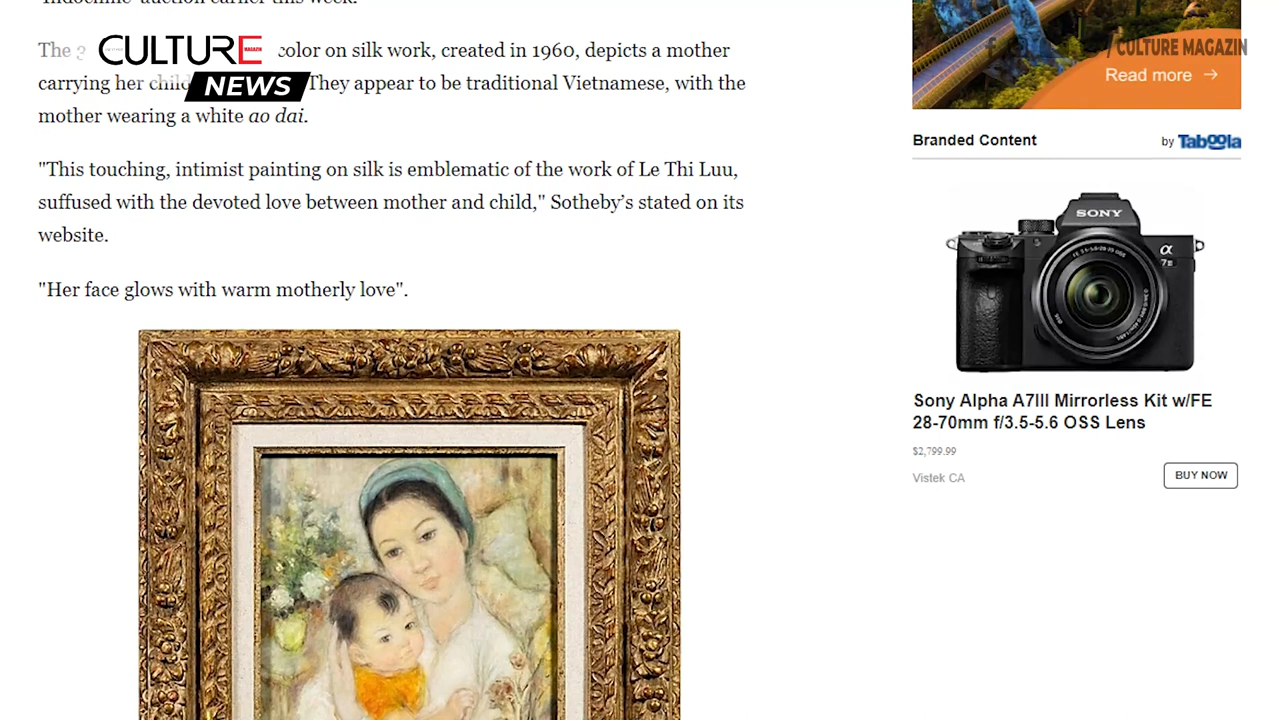 'Indochine' auction earlier this week.
The 3
color on silk work, created in 1960, depicts a mother
carrying her child
They appear to be traditional Vietnamese, with the
mother wearing a white ao dai.
"This touching, intimist painting on silk is emblematic of the work of Le Thi Luu,
suffused with the devoted love between mother and child," Sotheby's stated on its
website.
"Her face glows with warm motherly love".
CULTURE
MAGAZIN
NEWS
/ CULTURE MAGAZIN
Read more →
Branded Content
by Taboola
SONY
α
7III
Sony Alpha A7III Mirrorless Kit w/FE
28-70mm f/3.5-5.6 OSS Lens
$2,799.99
Vistek CA
BUY NOW